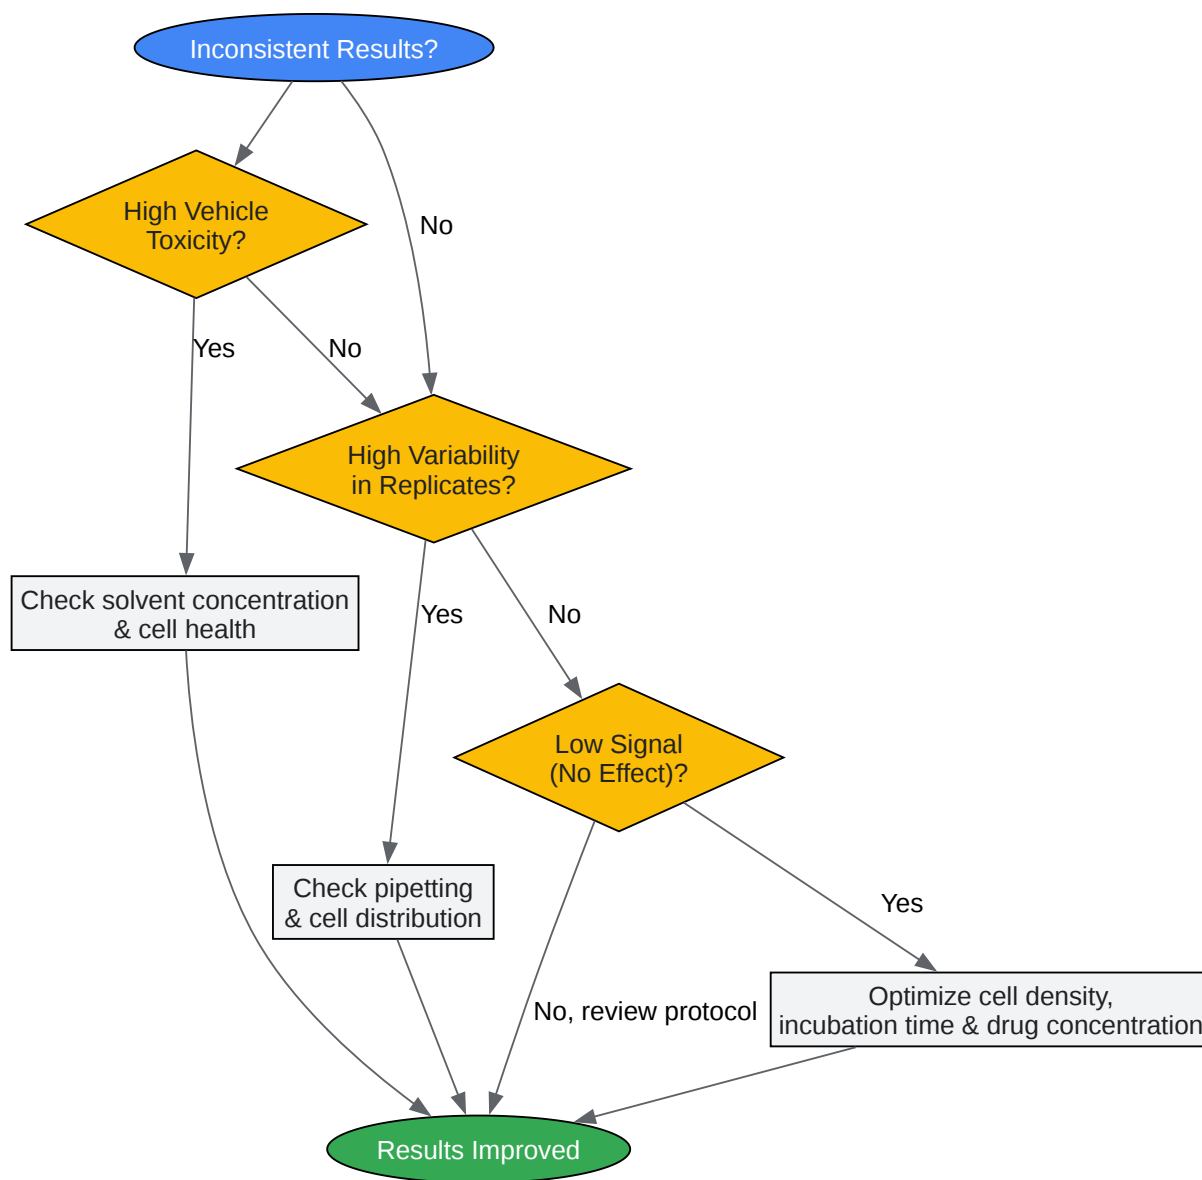 Inconsistent Results?
High Vehicle
Toxicity?
No
Yes
No
High Variability
in Replicates?
Check solvent concentration
& cell health
Yes
No
Low Signal
(No Effect)?
Check pipetting
& cell distribution
Yes
No, review protocol
Optimize cell density,
incubation time & drug concentration
Results Improved